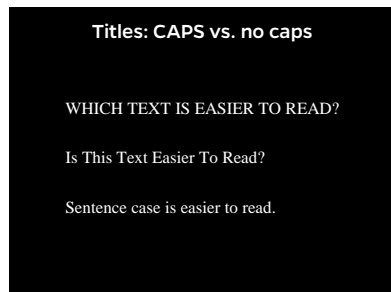 Titles: CAPS vs. no caps
WHICH TEXT IS EASIER TO READ?
Is This Text Easier To Read?
Sentence case is easier to read.